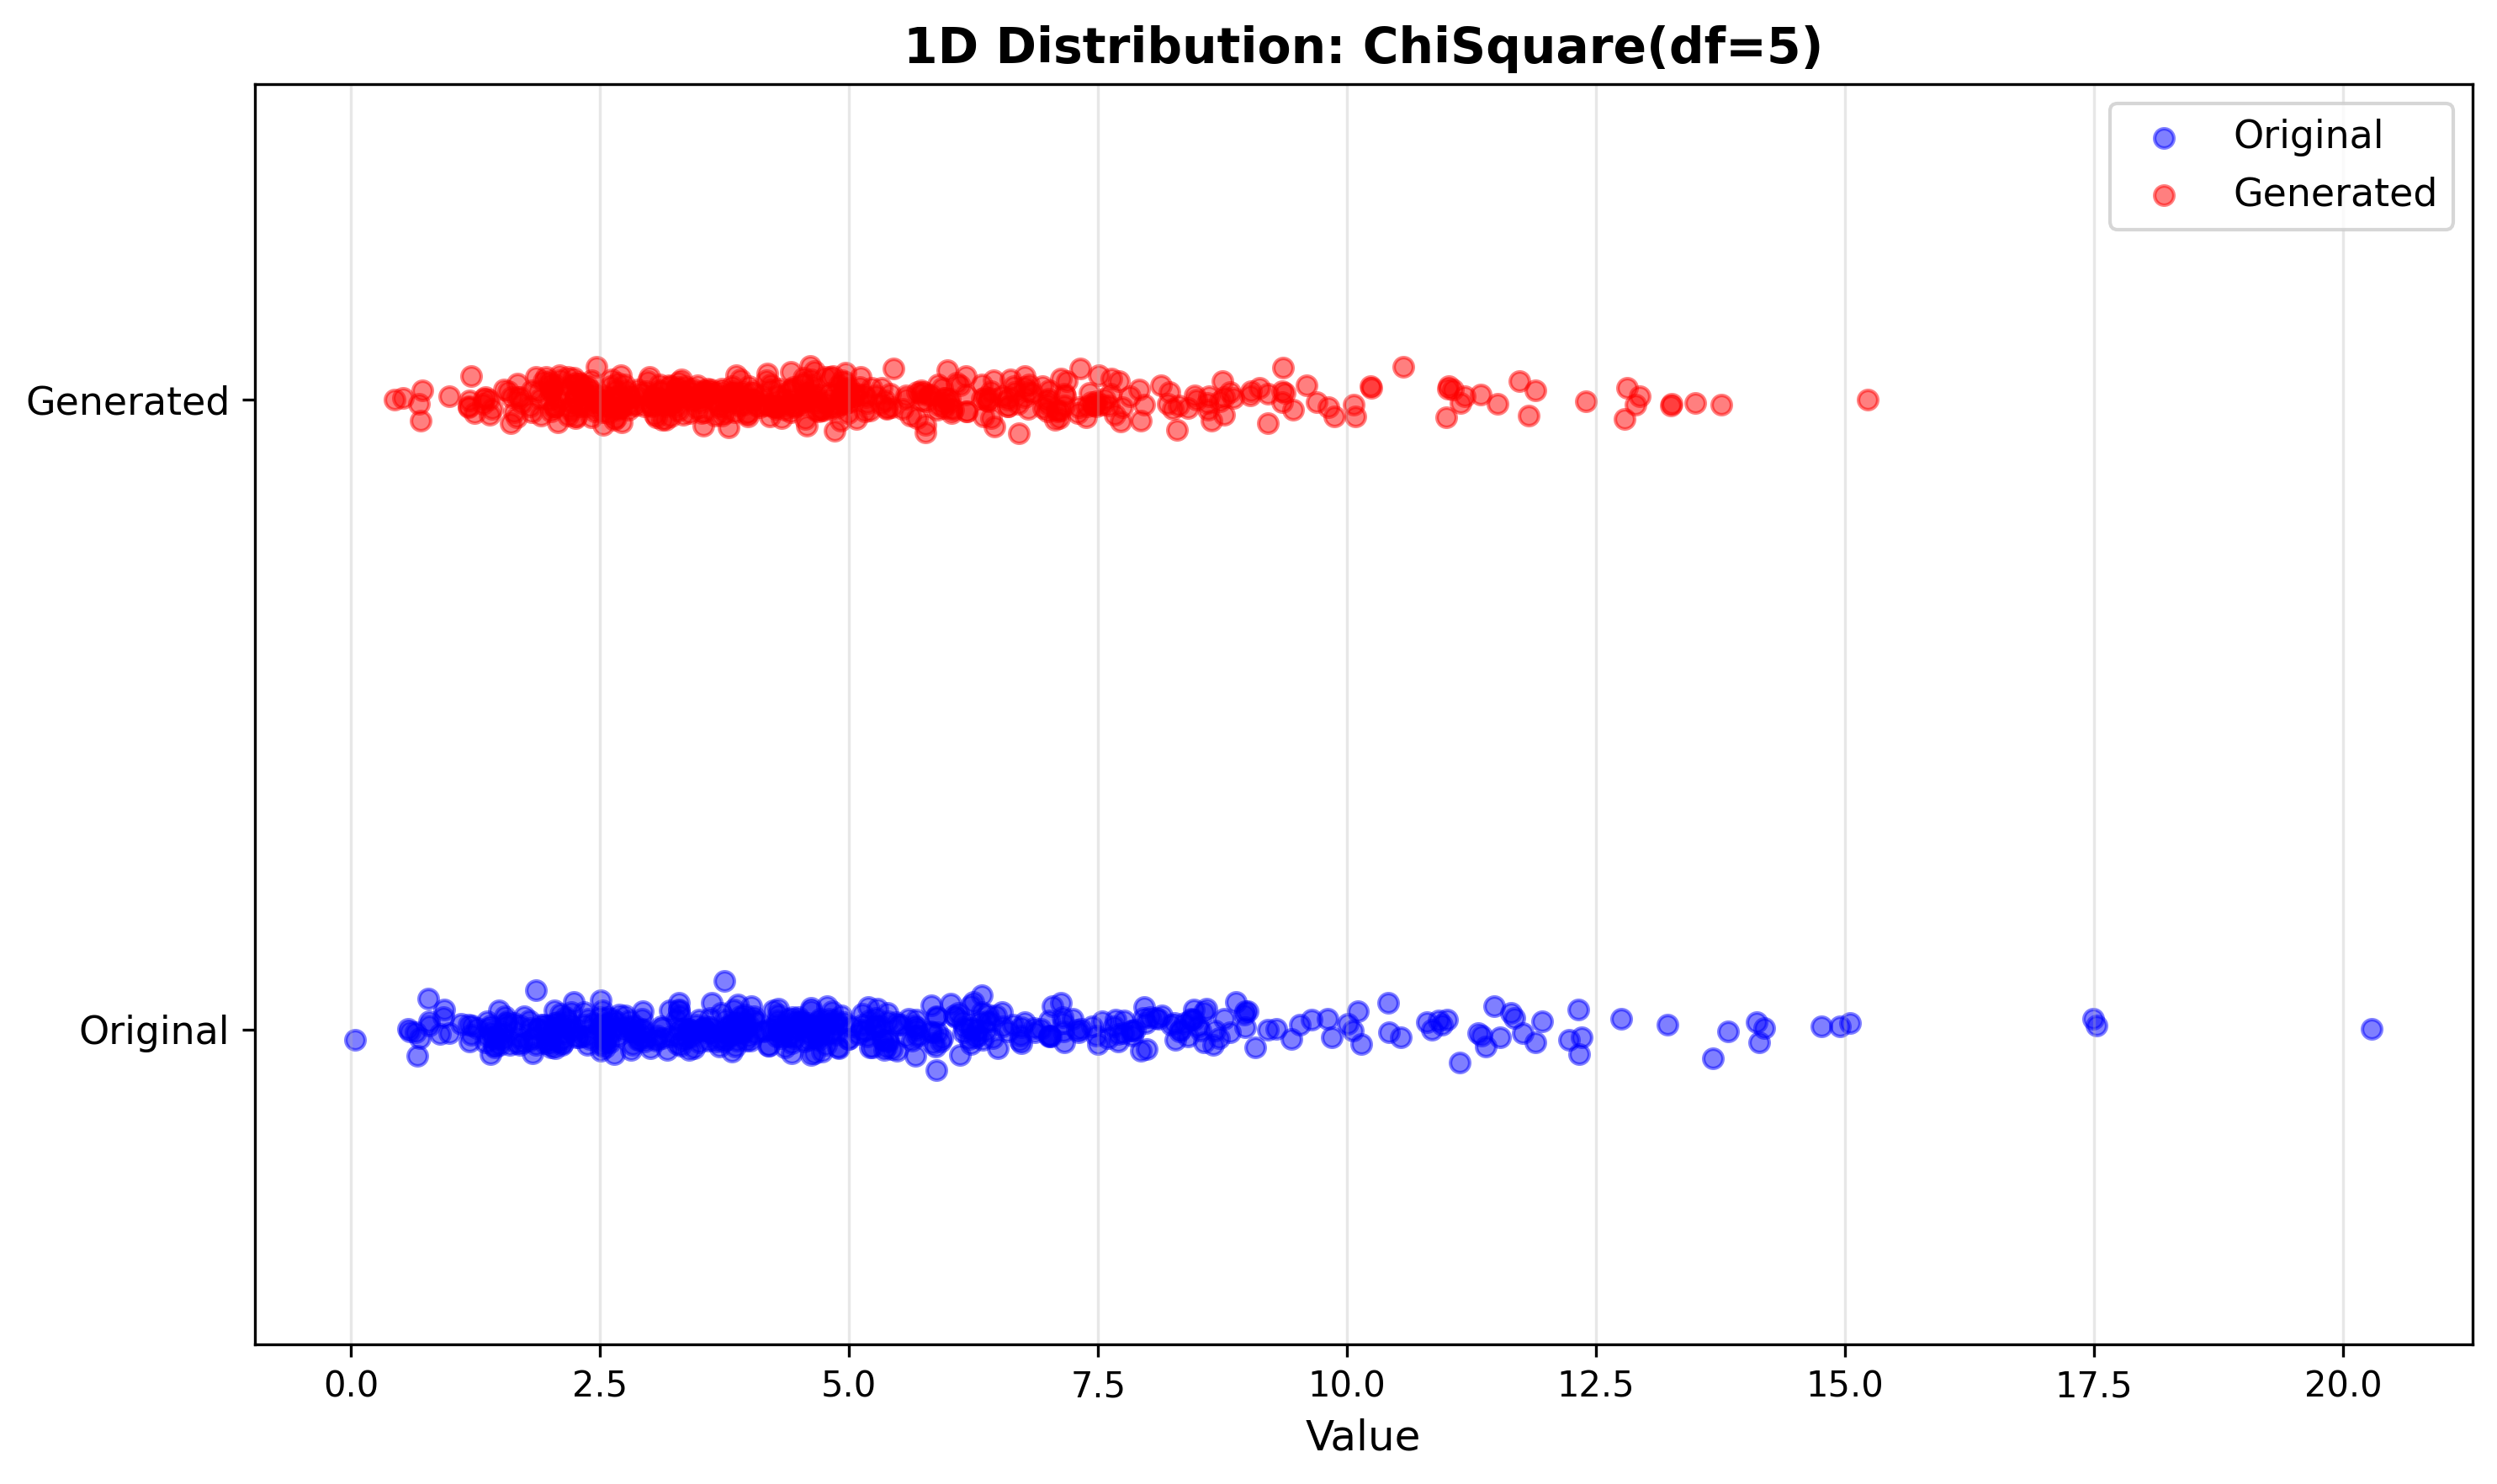 1D Distribution: ChiSquare(df=5)
Original
Generated
Generated
Original
0.0 2.5 5.0 7.5 10.0 12.5 15.0 17.5 20.0
Value